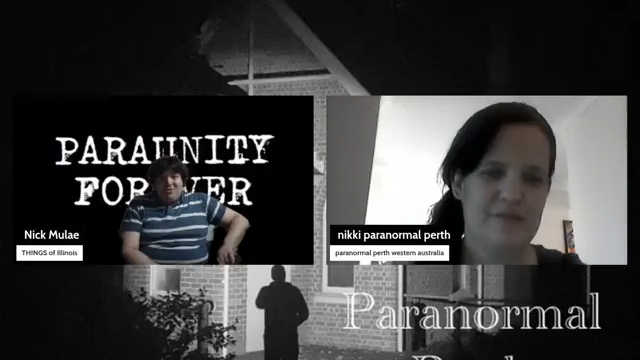 PARAUNITY
FOREVER
Nick Mulae
THINGS of Illinois
nikki paranormal perth
paranormal perth western australia
Paranormal